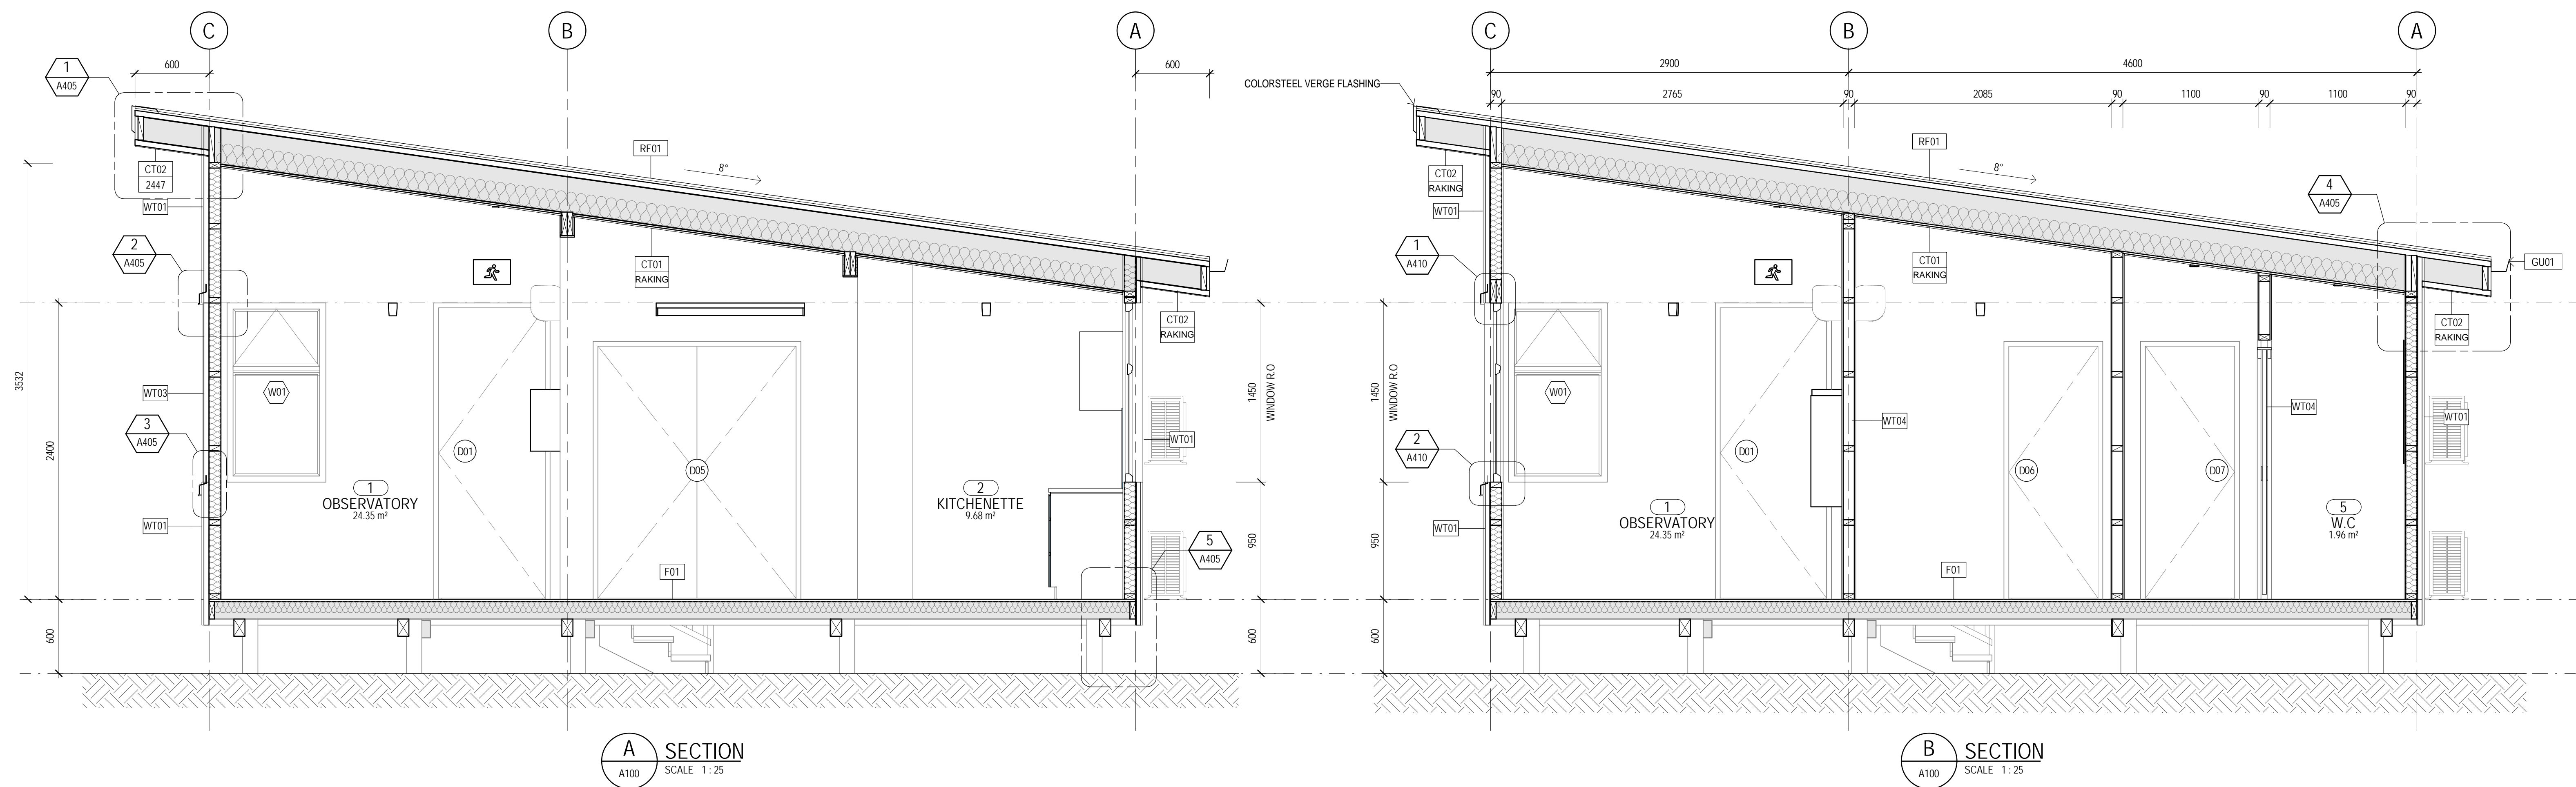 C
B
A
600
600
1
A405
RF01
8°
CT02
2447
WT01
2
A405
CT01
RAKING
CT02
RAKING
3532
2400
600
WT03
3
A405
WT01
W01
D01
D05
1
OBSERVATORY
24.35 m²
2
KITCHENETTE
9.68 m²
WT01
5
A405
F01
1450
WINDOW R.O
950
600
A
A100
SECTION
SCALE 1 : 25
C
B
A
2900
4600
COLORSTEEL VERGE FLASHING
90
2765
90
2085
90
1100
90
1100
90
RF01
8°
CT02
RAKING
WT01
4
A405
1
A410
CT01
RAKING
GU01
CT02
RAKING
1450
WINDOW R.O
950
600
2
A410
WT01
W01
D01
WT04
D06
D07
WT04
WT01
1
OBSERVATORY
24.35 m²
5
W.C
1.96 m²
F01
B
A100
SECTION
SCALE 1 : 25